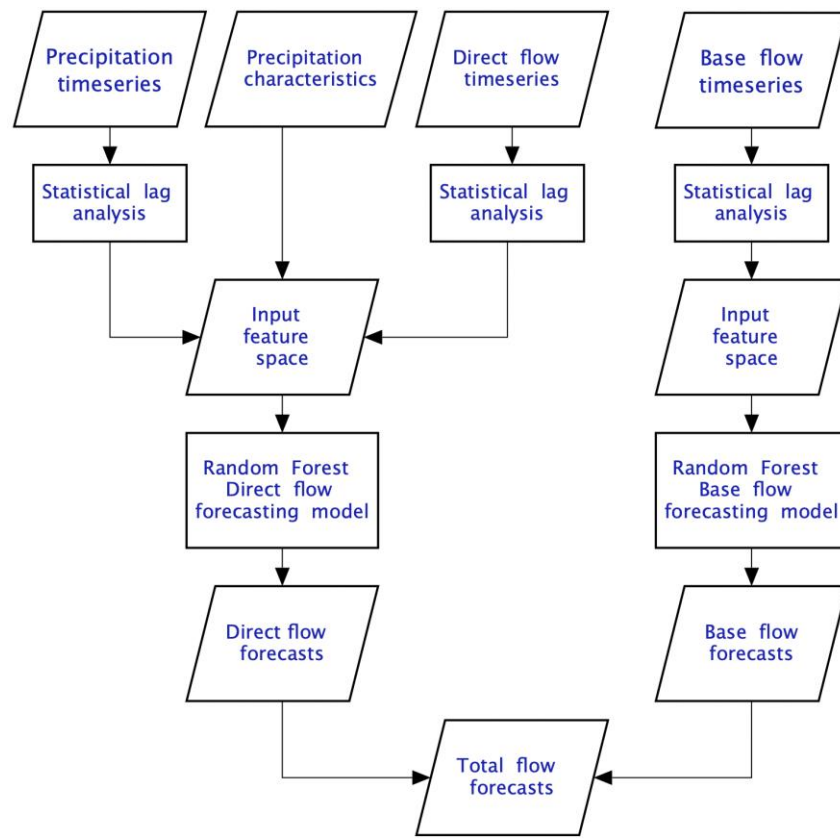 Precipitation
timeseries
Precipitation
characteristics
Direct flow
timeseries
Base flow
timeseries
Statistical lag
analysis
Statistical lag
analysis
Statistical lag
analysis
Input
feature
space
Input
feature
space
Random Forest
Direct flow
forecasting model
Random Forest
Base flow
forecasting model
Direct flow
forecasts
Base flow
forecasts
Total flow
forecasts